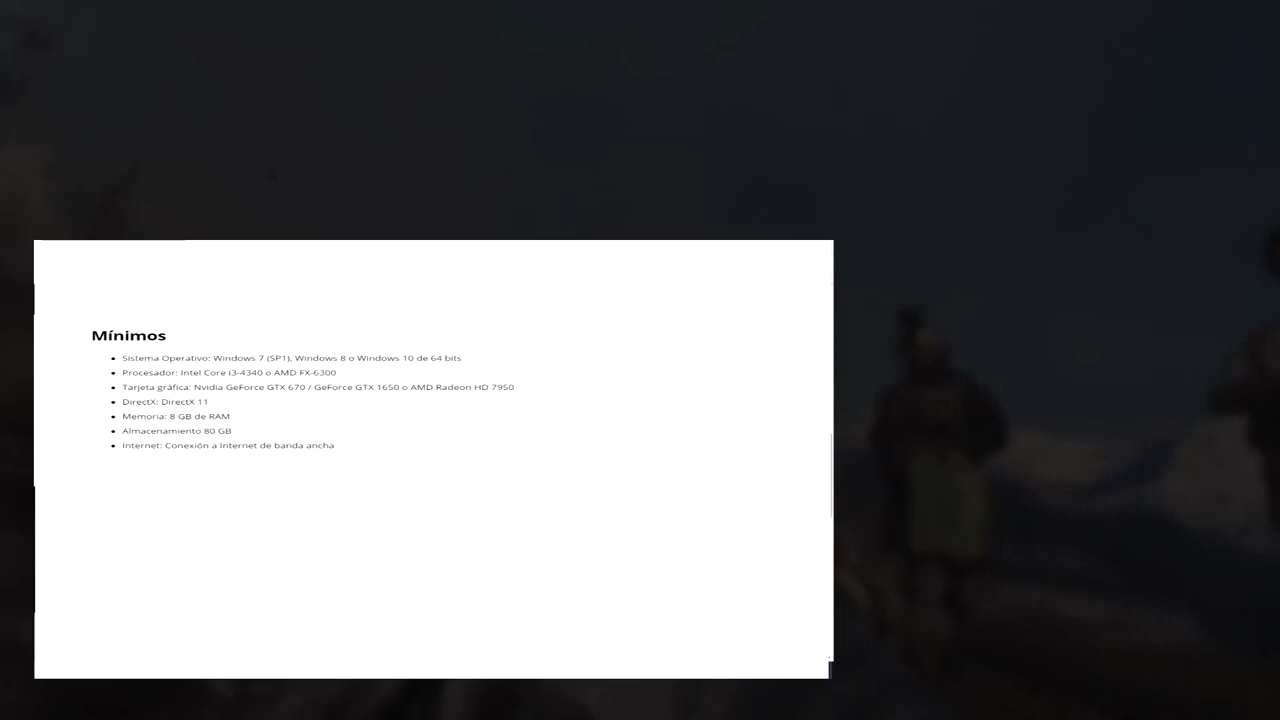 Mínimos
Sistema Operativo: Windows 7 (SP1), Windows 8 o Windows 10 de 64 bits
Procesador: Intel Core i3-4340 o AMD FX-6300
Tarjeta gráfica: Nvidia GeForce GTX 670 / GeForce GTX 1650 o AMD Radeon HD 7950
DirectX: DirectX 11
Memoria: 8 GB de RAM
Almacenamiento 80 GB
Internet: Conexión a Internet de banda ancha